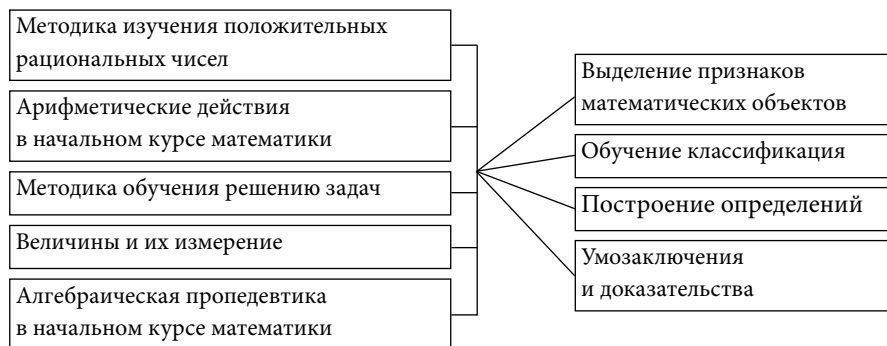 Методика изучения положительных
рациональных чисел
Арифметические действия
в начальном курсе математики
Методика обучения решению задач
Величины и их измерение
Алгебраическая пропедевтика
в начальном курсе математики
Выделение признаков
математических объектов
Обучение классификация
Построение определений
Умозаключения
и доказательства